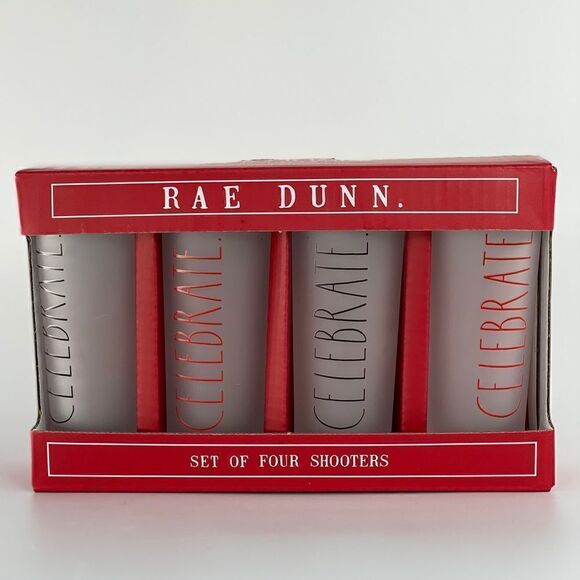 RAE DUNN.
CELEBRATE.
CELEBRATE.
CELEBRATE.
CELEBRATE.
SET OF FOUR SHOOTERS